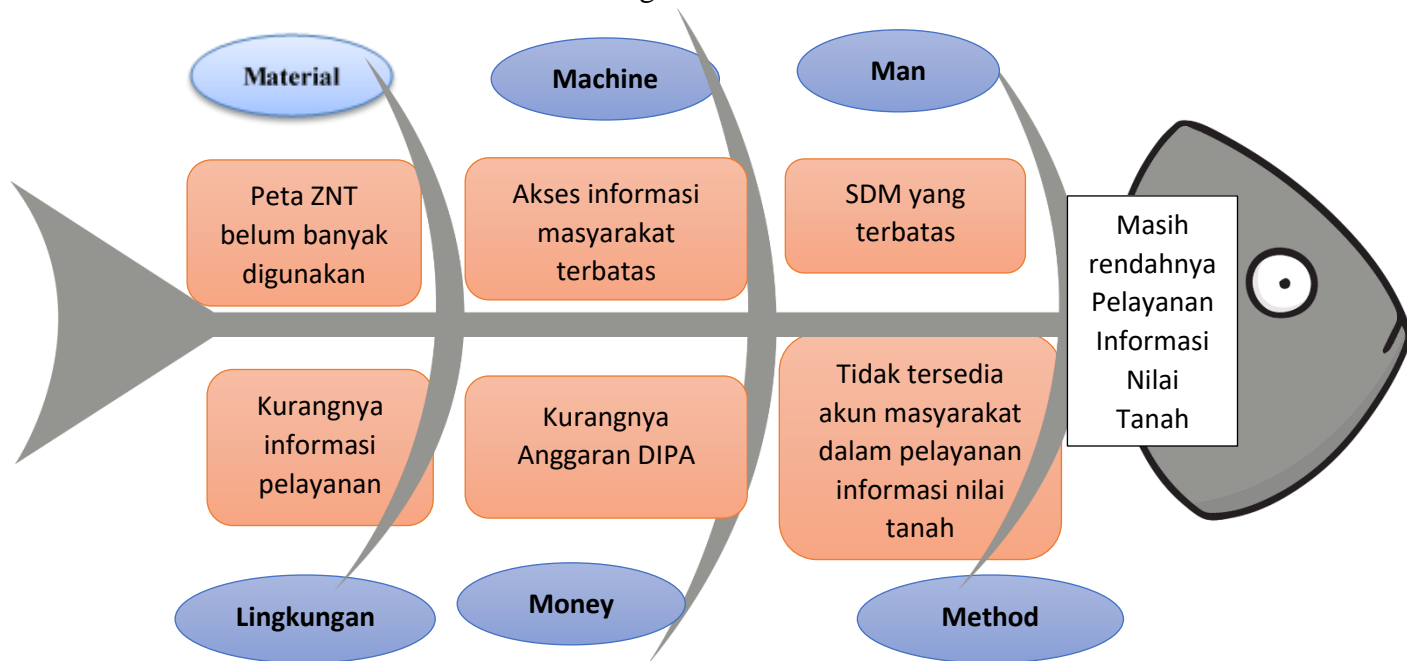 Material
Machine
Man
Peta ZNT
belum banyak
digunakan
Akses informasi
masyarakat
terbatas
SDM yang
terbatas
Masih
rendahnya
Pelayanan
Informasi
Nilai
Tanah
Kurangnya
informasi
pelayanan
Kurangnya
Anggaran DIPA
Tidak tersedia
akun masyarakat
dalam pelayanan
informasi nilai
tanah
Lingkungan
Money
Method